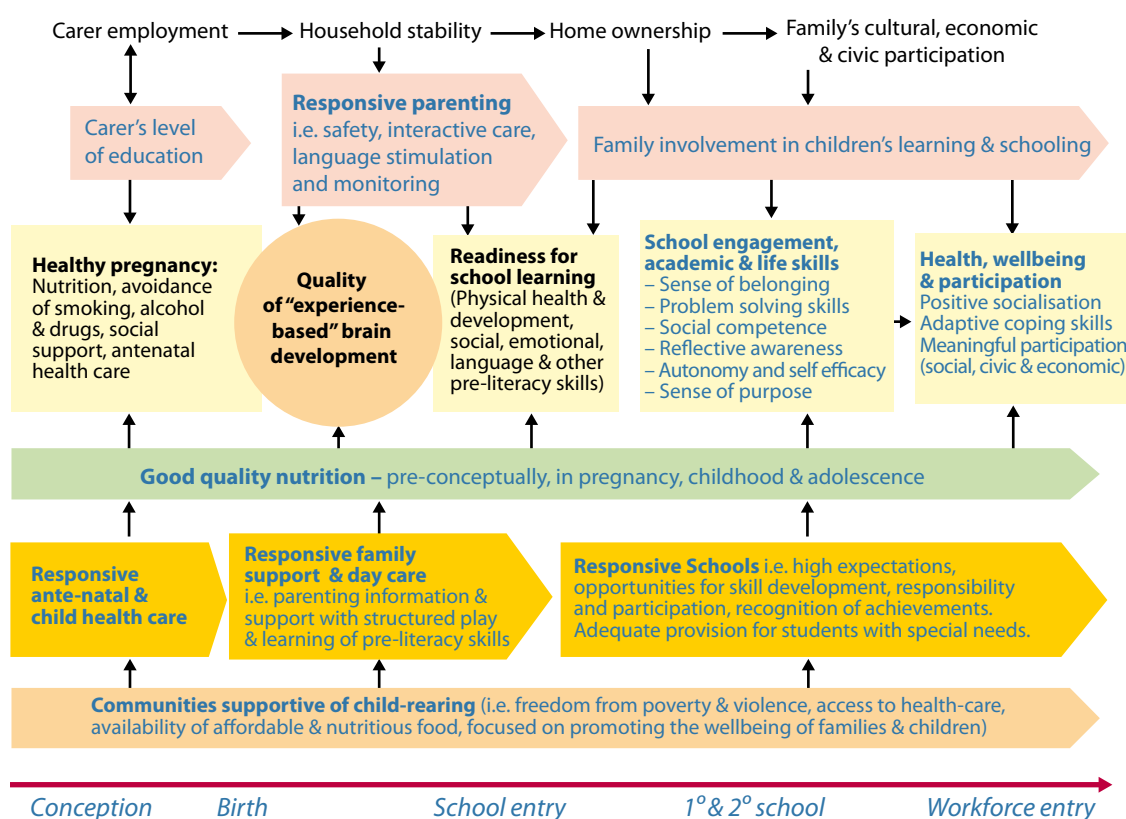 Carer employment
Household stability
Home ownership
Family's cultural, economic
& civic participation
Carer's level
of education
Responsive parenting
i.e. safety, interactive care,
language stimulation
and monitoring
Family involvement in children's learning & schooling
Healthy pregnancy:
Nutrition, avoidance
of smoking, alcohol
& drugs, social
support, antenatal
health care
Quality
of "experience-
based" brain
development
Readiness for
school learning
(Physical health &
development,
social, emotional,
language & other
pre-literacy skills)
School engagement,
academic & life skills
– Sense of belonging
– Problem solving skills
– Social competence
– Reflective awareness
– Autonomy and self efficacy
– Sense of purpose
Health, wellbeing
& participation
Positive socialisation
Adaptive coping skills
Meaningful participation
(social, civic & economic)
Good quality nutrition – pre-conceptually, in pregnancy, childhood & adolescence
Responsive
ante-natal &
child health care
Responsive family
support & day care
i.e. parenting information &
support with structured play
& learning of pre-literacy skills
Responsive Schools i.e. high expectations,
opportunities for skill development, responsibility
and participation, recognition of achievements.
Adequate provision for students with special needs.
Communities supportive of child-rearing (i.e. freedom from poverty & violence, access to health-care,
availability of affordable & nutritious food, focused on promoting the wellbeing of families & children)
Conception
Birth
School entry
1° & 2° school
Workforce entry